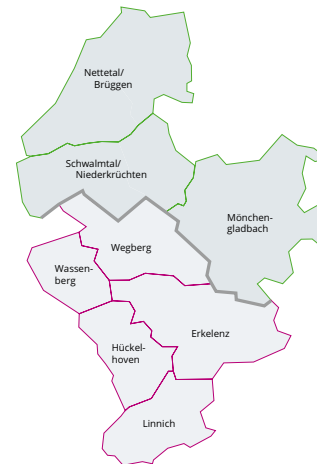 Nettetal/
Brüggen
Schwalmtal/
Niederkrüchten
Mönchen-
gladbach
Wegberg
Wassen-
berg
Erkelenz
Hückel-
hoven
Linnich